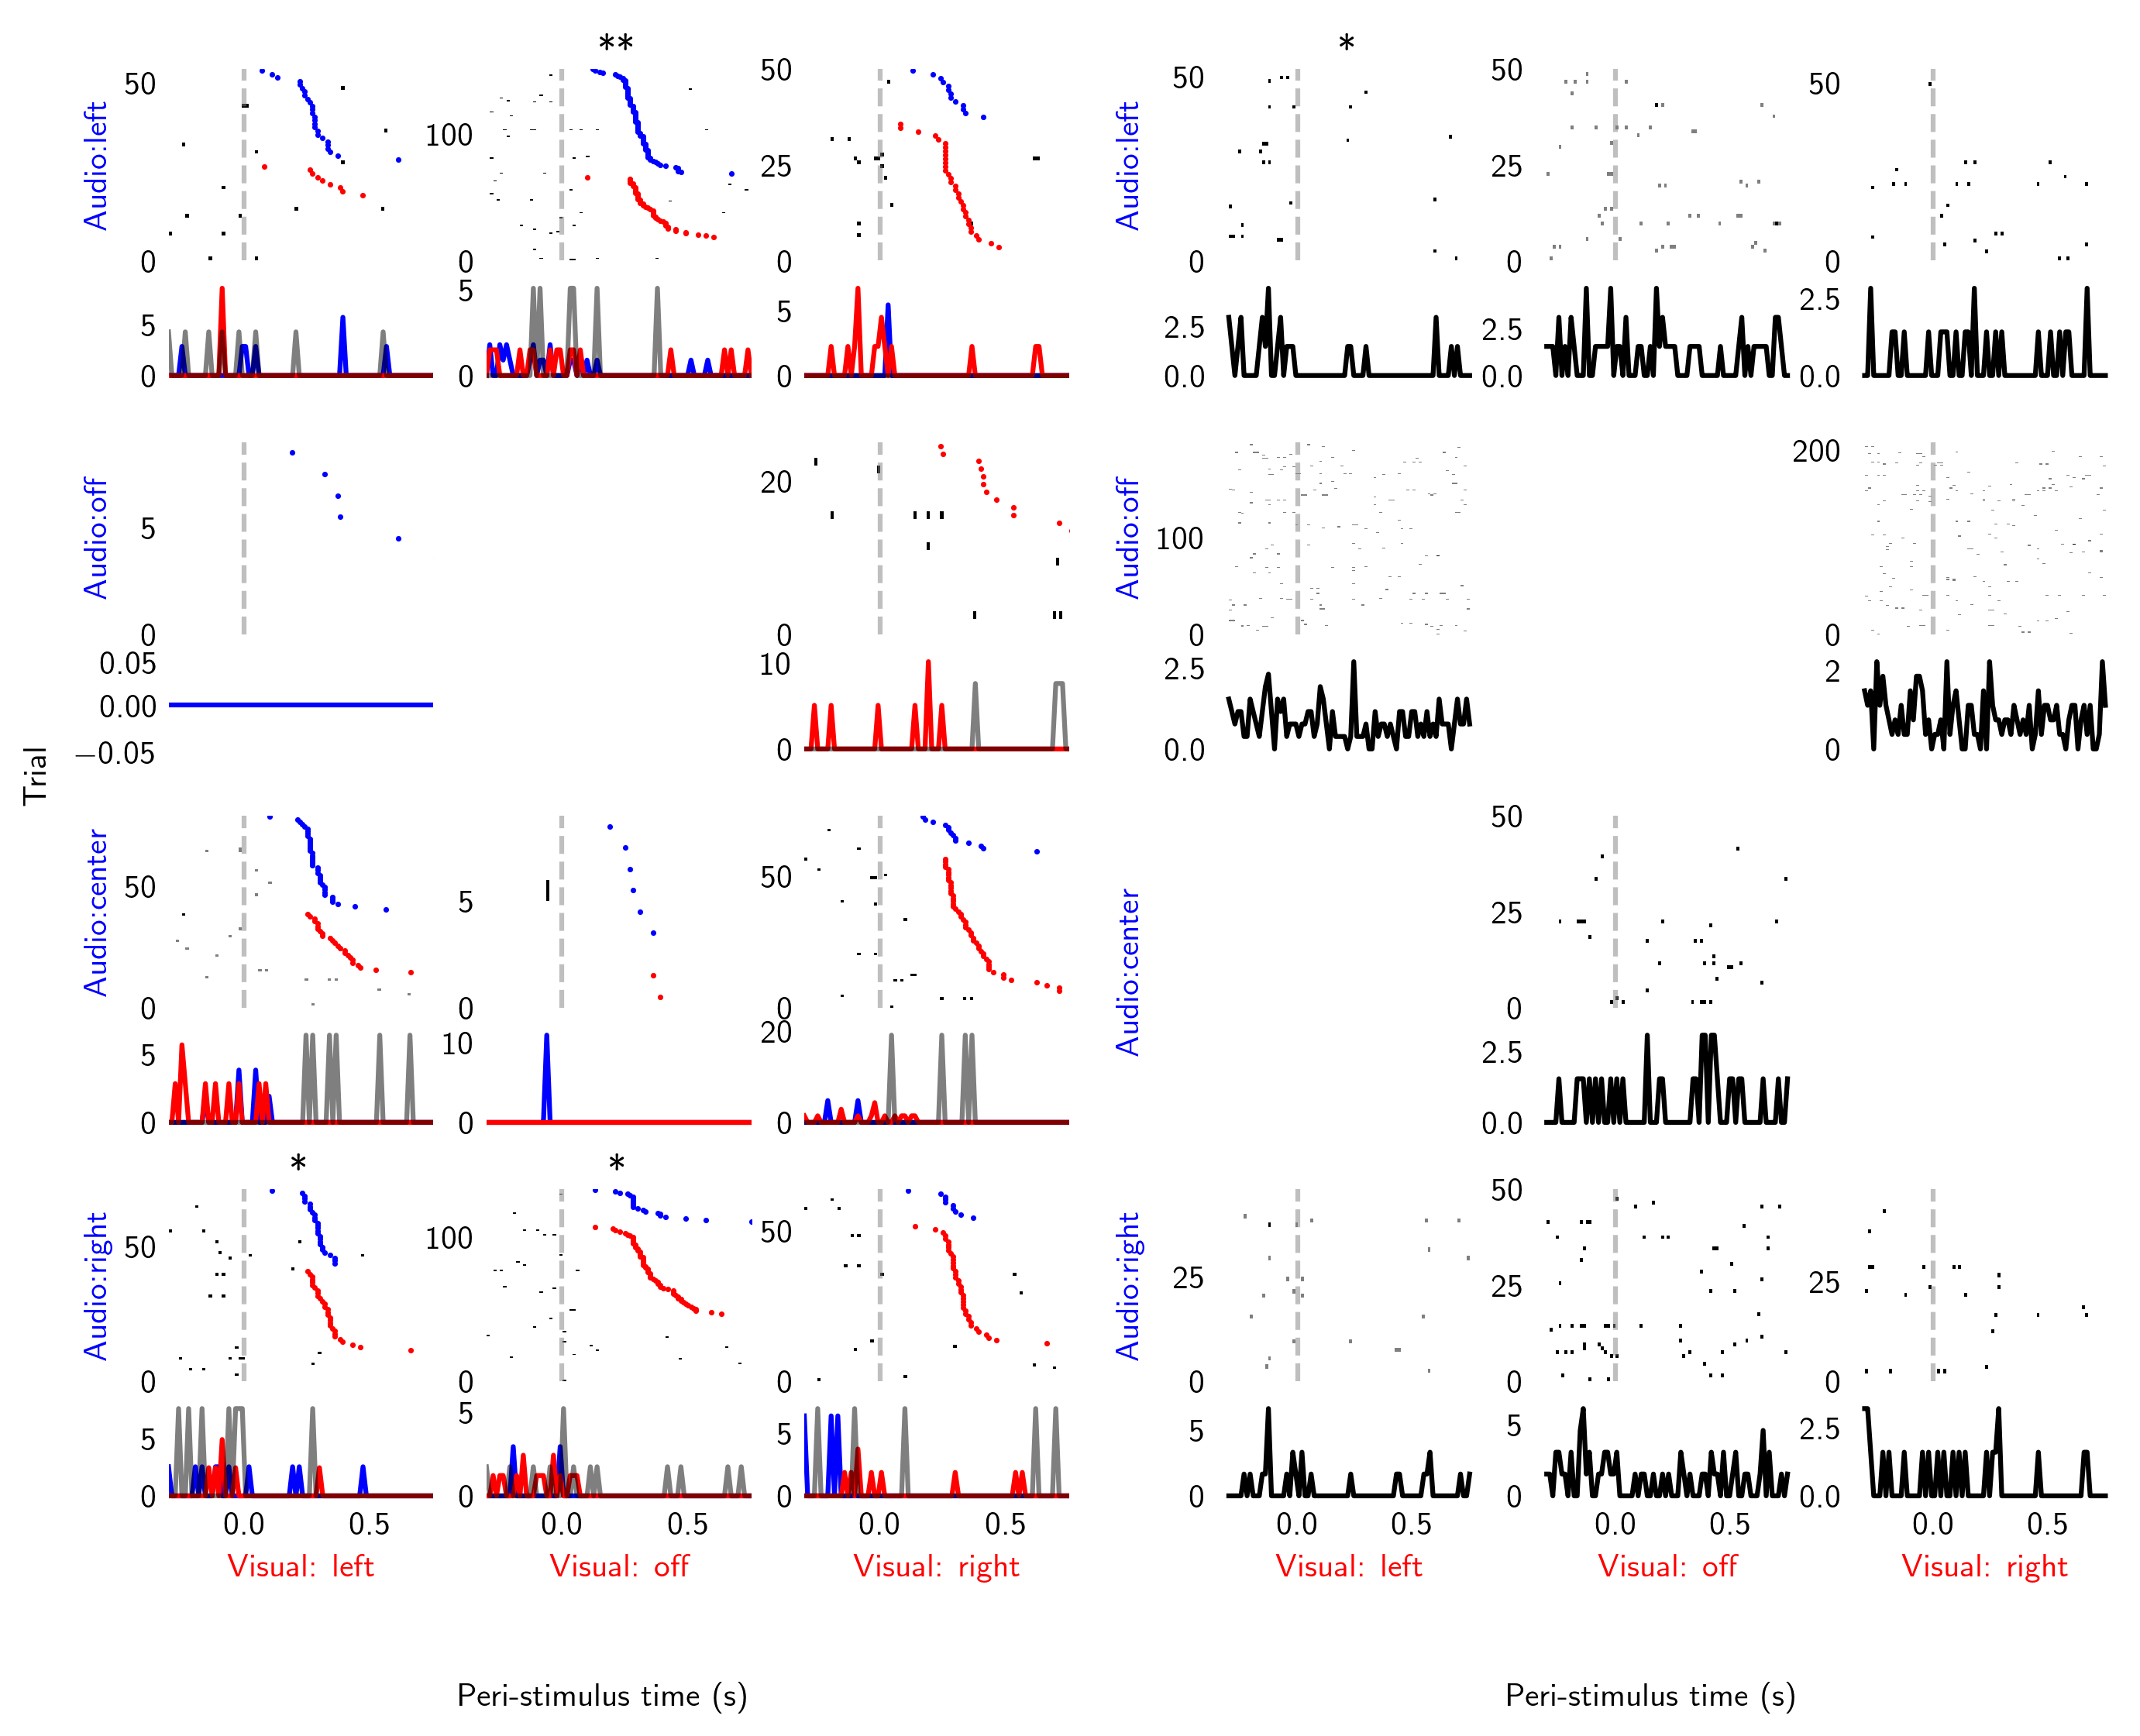 ** *
50 50 50 50 50
100
Audio:left 25 Audio:left 25
0 0 0 0 0 0
5 5 5 2.5 2.5 2.5
0 0 0 0.0 0.0 0.0
Audio:off 5 20 Audio:off 100 200
0 0 0 0
0.05 10 2.5 2
0.00
−0.05 0 0.0 0
Trial
Audio:center 50 5 50 Audio:center 50
25
0 0 0 0
5 10 20 2.5
0 0 0 0.0
* *
Audio:right 50 100 50 Audio:right 25 50 25
25
0 0 0 0 0 0
5 5 5 5 5 2.5
0 0 0 0 0 0.0
0.0 0.5 0.0 0.5 0.0 0.5 0.0 0.5 0.0 0.5 0.0 0.5
Visual: left Visual: off Visual: right Visual: left Visual: off Visual: right
Peri-stimulus time (s) Peri-stimulus time (s)